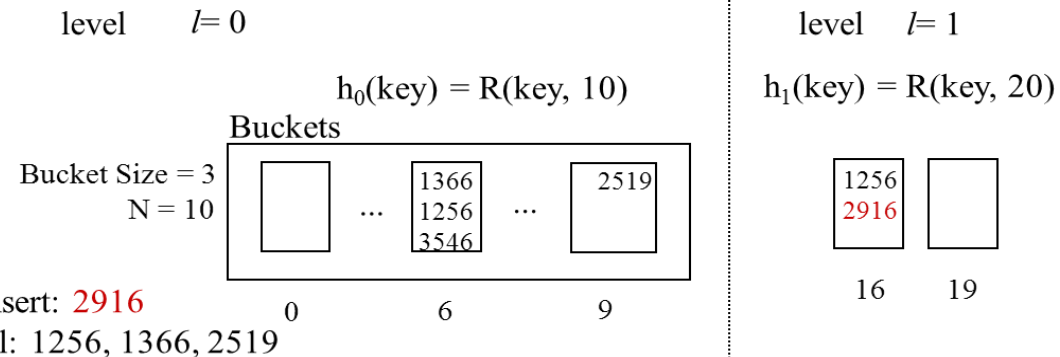 level l= 0
level l= 1
h₀(key) = R(key, 10)
h₁(key) = R(key, 20)
Buckets
Bucket Size = 3
N = 10
1366
1256
3546
...
...
2519
1256
2916
0
6
9
16
19
sert: 2916
l: 1256, 1366, 2519